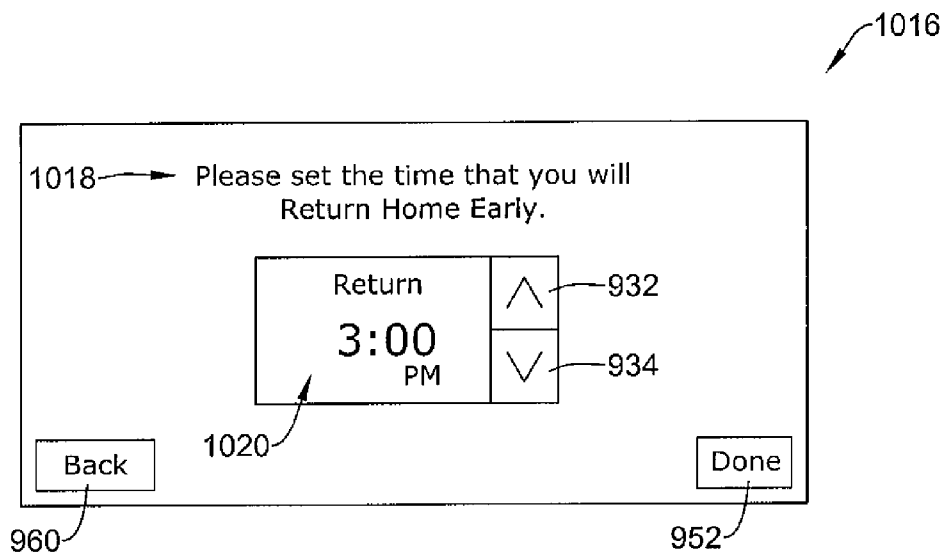 1016
1018 Please set the time that you will
Return Home Early.
Return
932
3:00
PM
934
1020
Back
Done
960
952